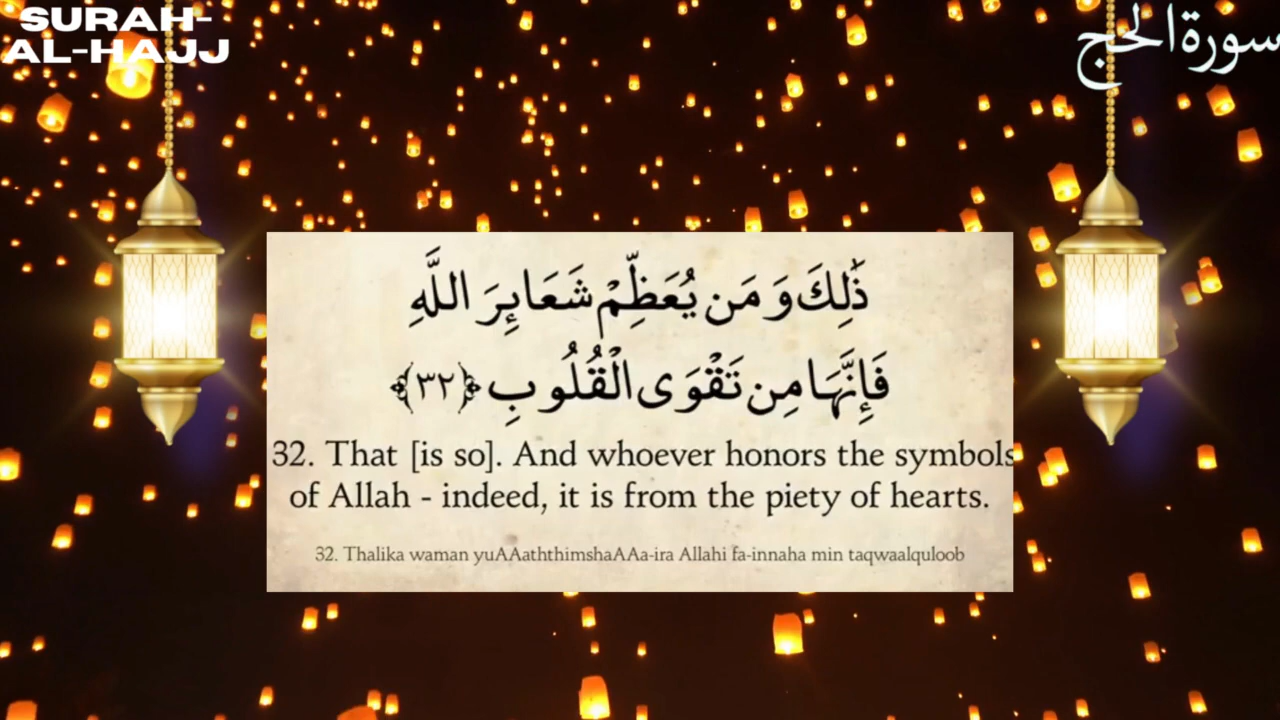 SURAH-
AL-HAJJ
سورة الحج
ذَٰلِكَ وَ مَن يُعَظِّمْ شَعَائِرَ اللَّهِ
فَإِنَّهَا مِن تَقْوَى الْقُلُوبِ ﴿٣٢﴾
32. That [is so]. And whoever honors the symbols
of Allah - indeed, it is from the piety of hearts.
32. Thalika waman yuAAaththimshaAAa-ira Allahi fa-innaha min taqwaalquloob